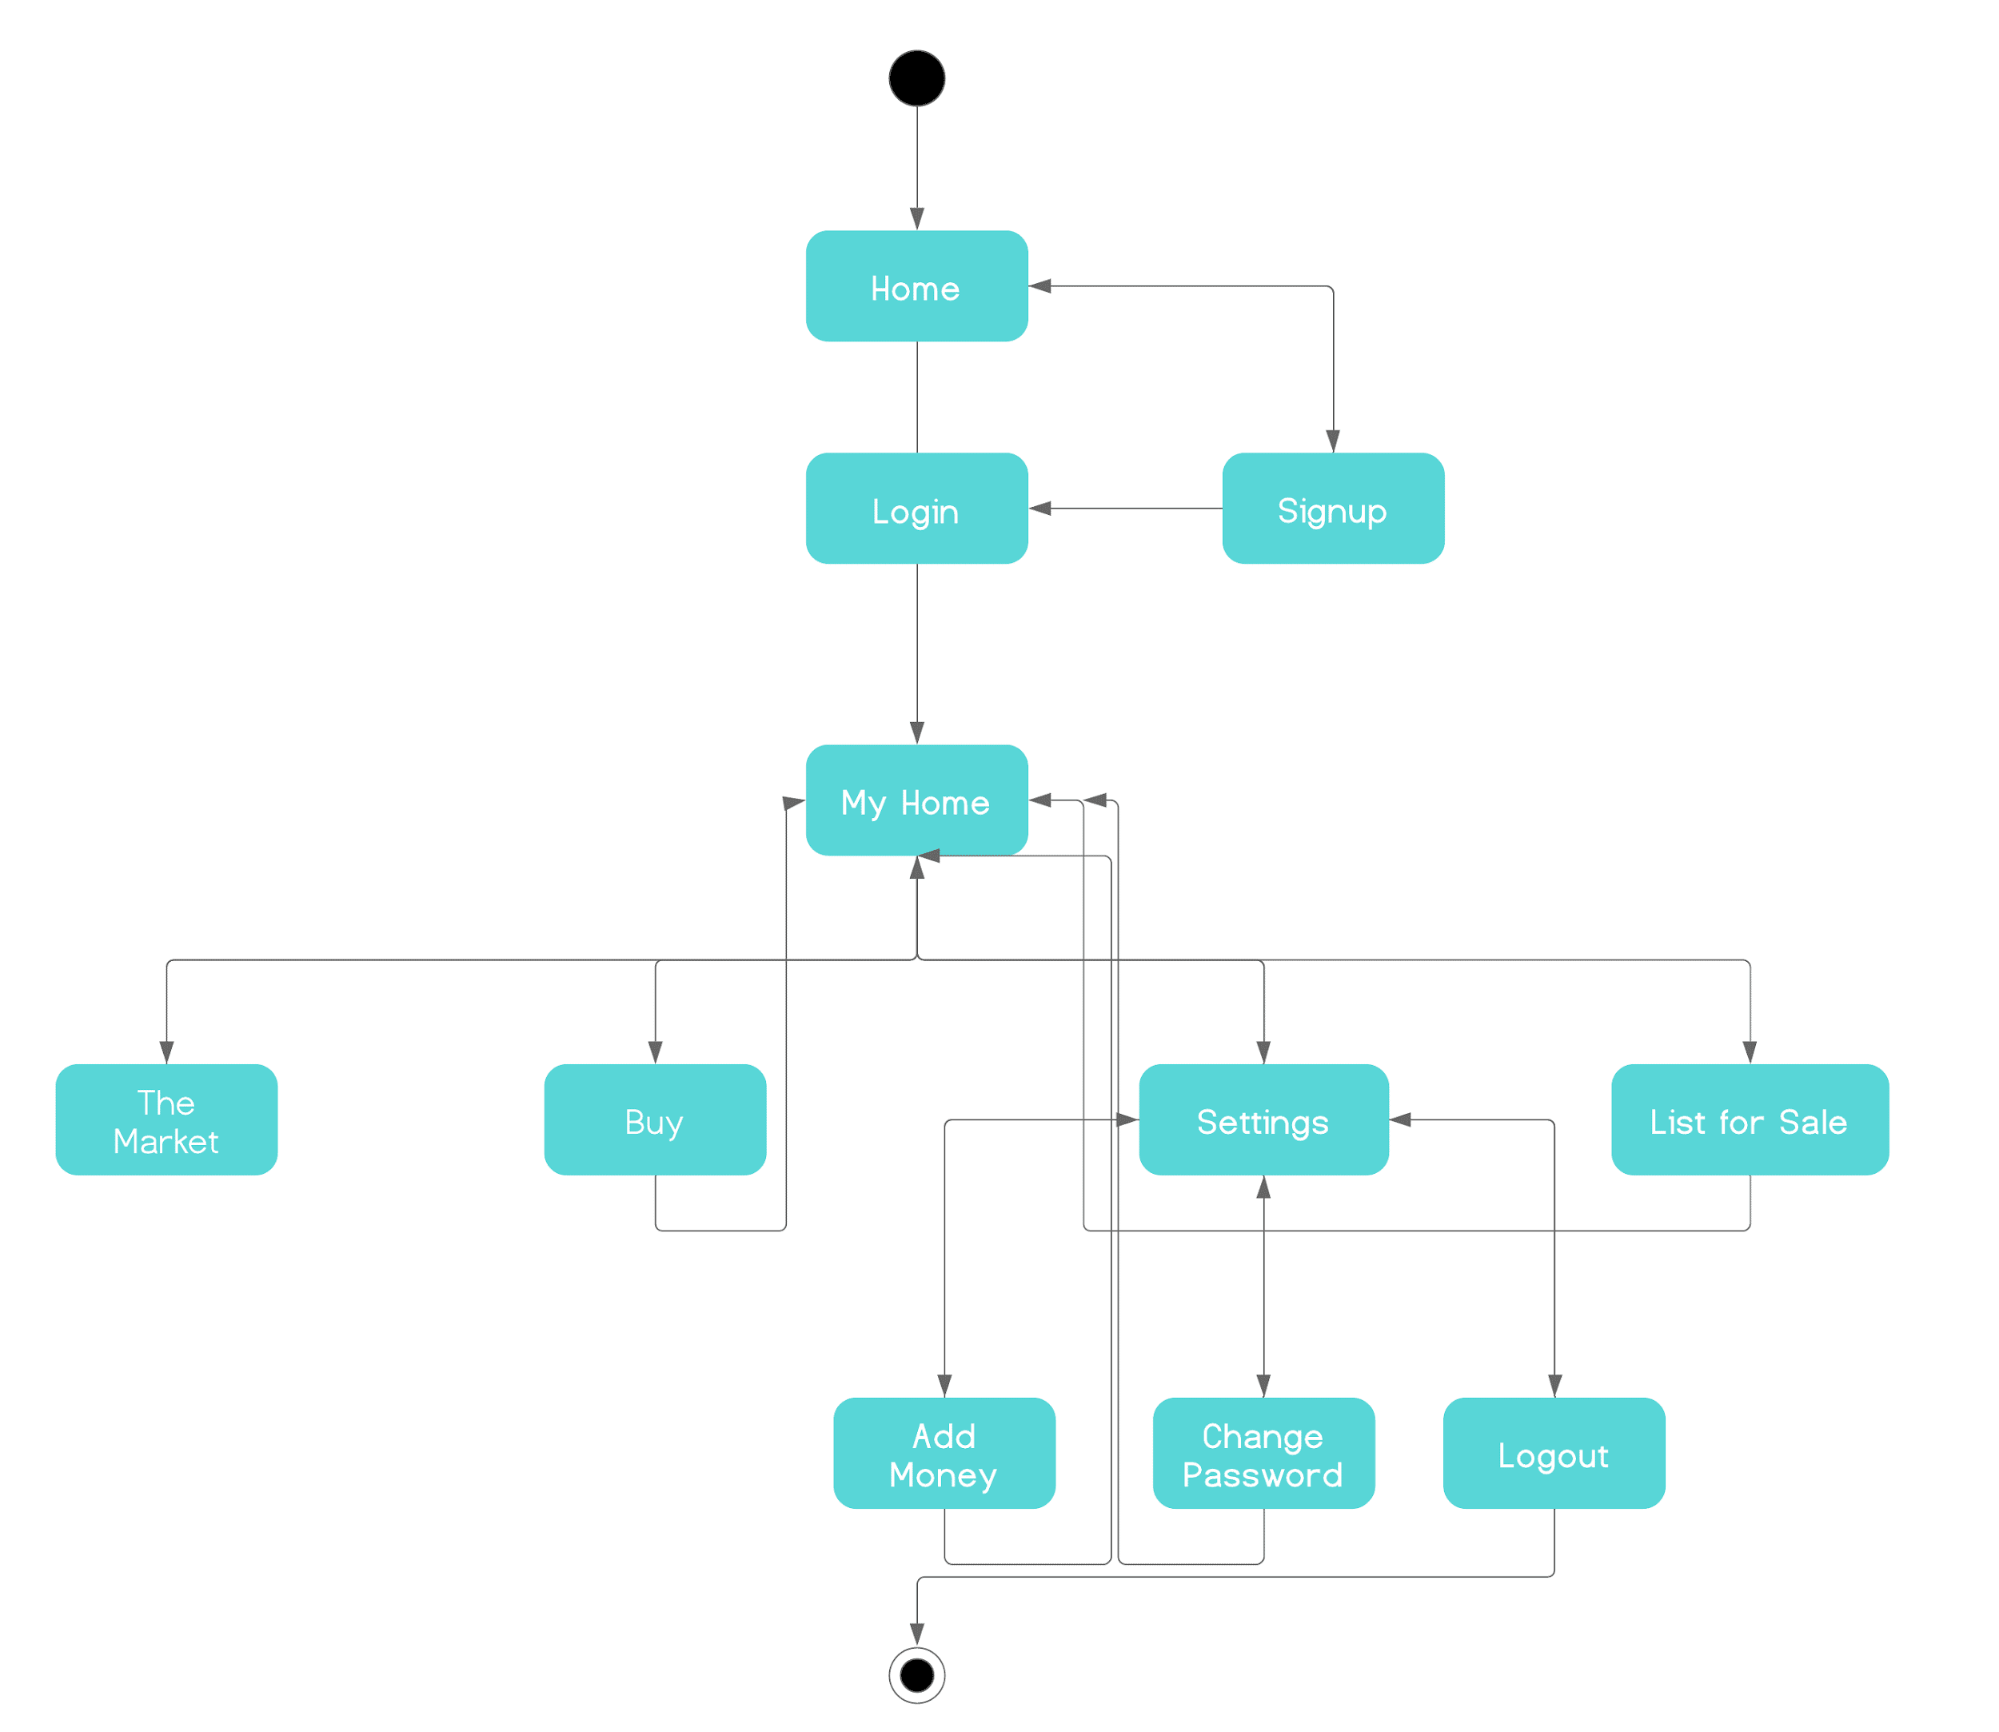 Home
Login
Signup
My Home
The
Market
Buy
Settings
List for Sale
Add
Money
Change
Password
Logout